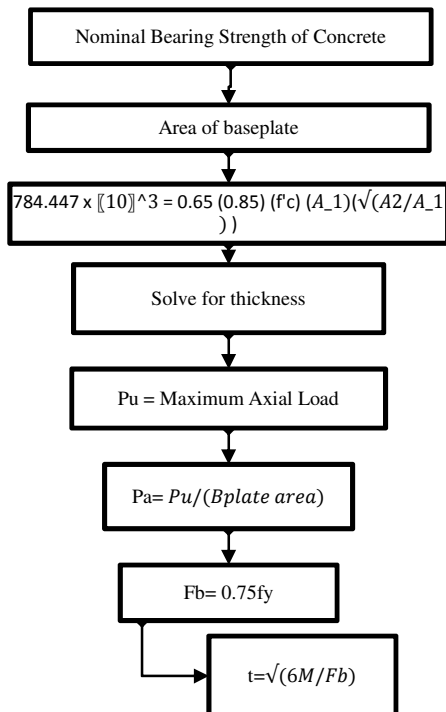 Nominal Bearing Strength of Concrete
Area of baseplate
784.447 x 〖10〗^3 = 0.65 (0.85) (f'c) (A_1)(√(A2/A_1
) )
Solve for thickness
Pu = Maximum Axial Load
Pa= Pu/(Bplate area)
Fb= 0.75fy
t=√(6M/Fb)